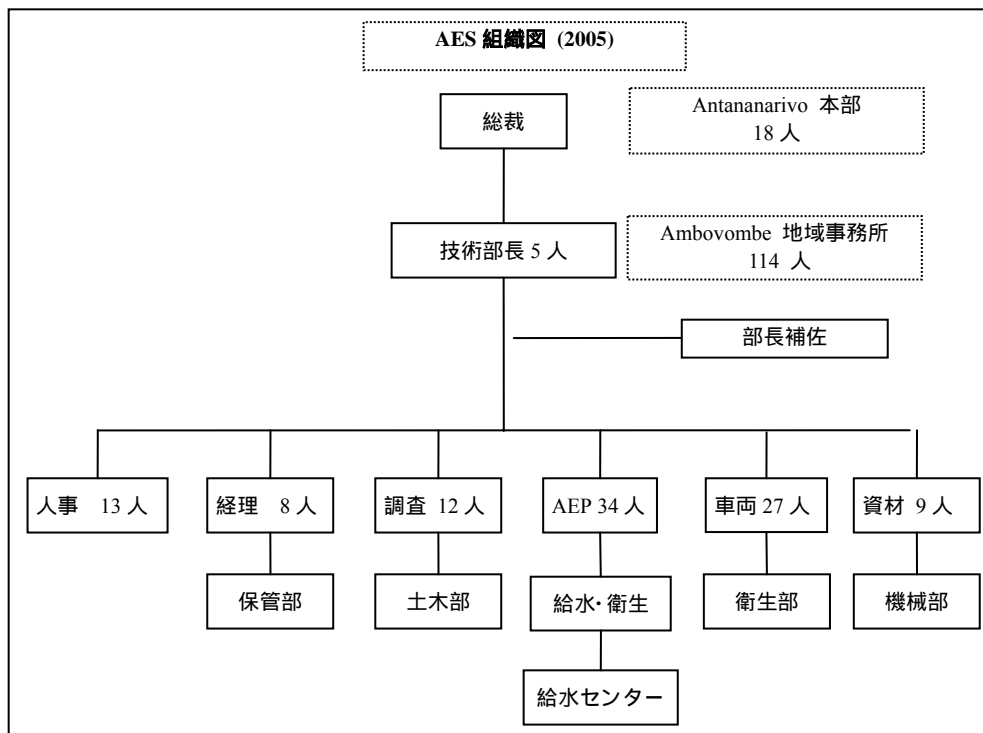 AES 組織図 (2005)
総裁
Antananarivo 本部
18 人
技術部長 5 人
Ambovombe 地域事務所
114 人
部長補佐
人事 13 人
経理 8 人
調査 12 人
AEP 34 人
車両 27 人
資材 9 人
保管部
土木部
給水・衛生
衛生部
機械部
給水センター